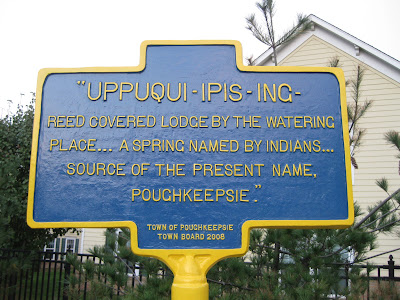 "UPPUQUI-IPIS-ING-
REED COVERED LODGE BY THE WATERING
PLACE... A SPRING NAMED BY INDIANS...
SOURCE OF THE PRESENT NAME,
POUGHKEEPSIE."
TOWN OF POUGHKEEPSIE
TOWN BOARD 2008